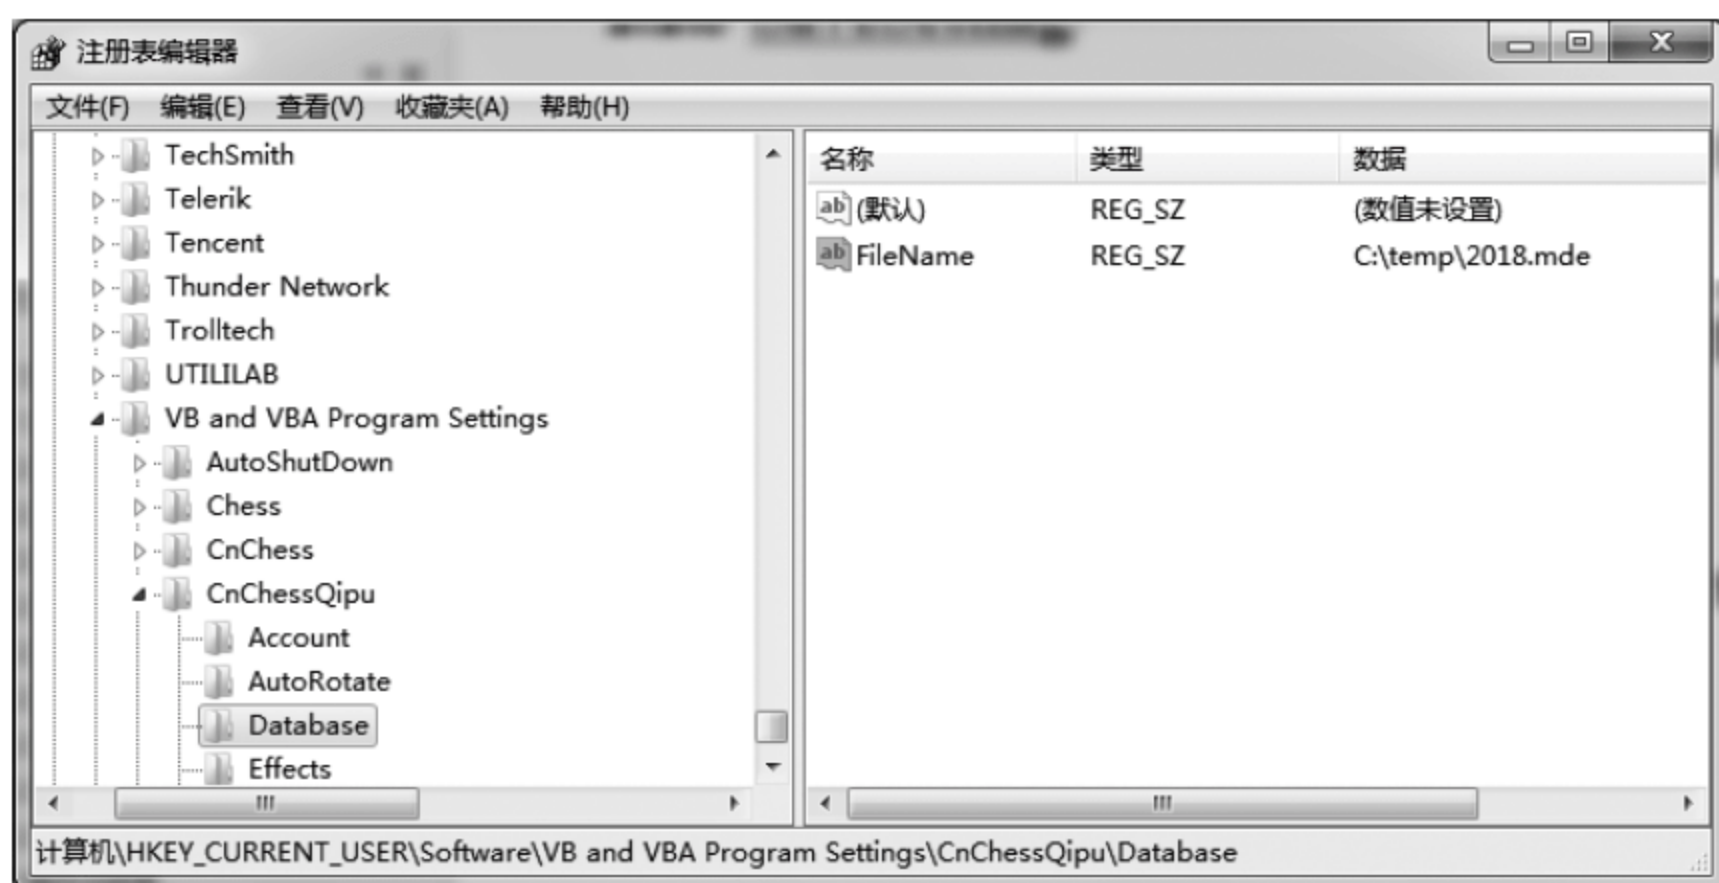 注册表编辑器
文件(F) 编辑(E) 查看(V) 收藏夹(A) 帮助(H)
TechSmith
Telerik
Tencent
Thunder Network
Trolltech
UTILILAB
VB and VBA Program Settings
AutoShutDown
Chess
CnChess
CnChessQipu
Account
AutoRotate
Database
Effects
名称 类型 数据
ab (默认) REG_SZ (数值未设置)
ab FileName REG_SZ C:\temp\2018.mde
计算机\HKEY_CURRENT_USER\Software\VB and VBA Program Settings\CnChessQipu\Database